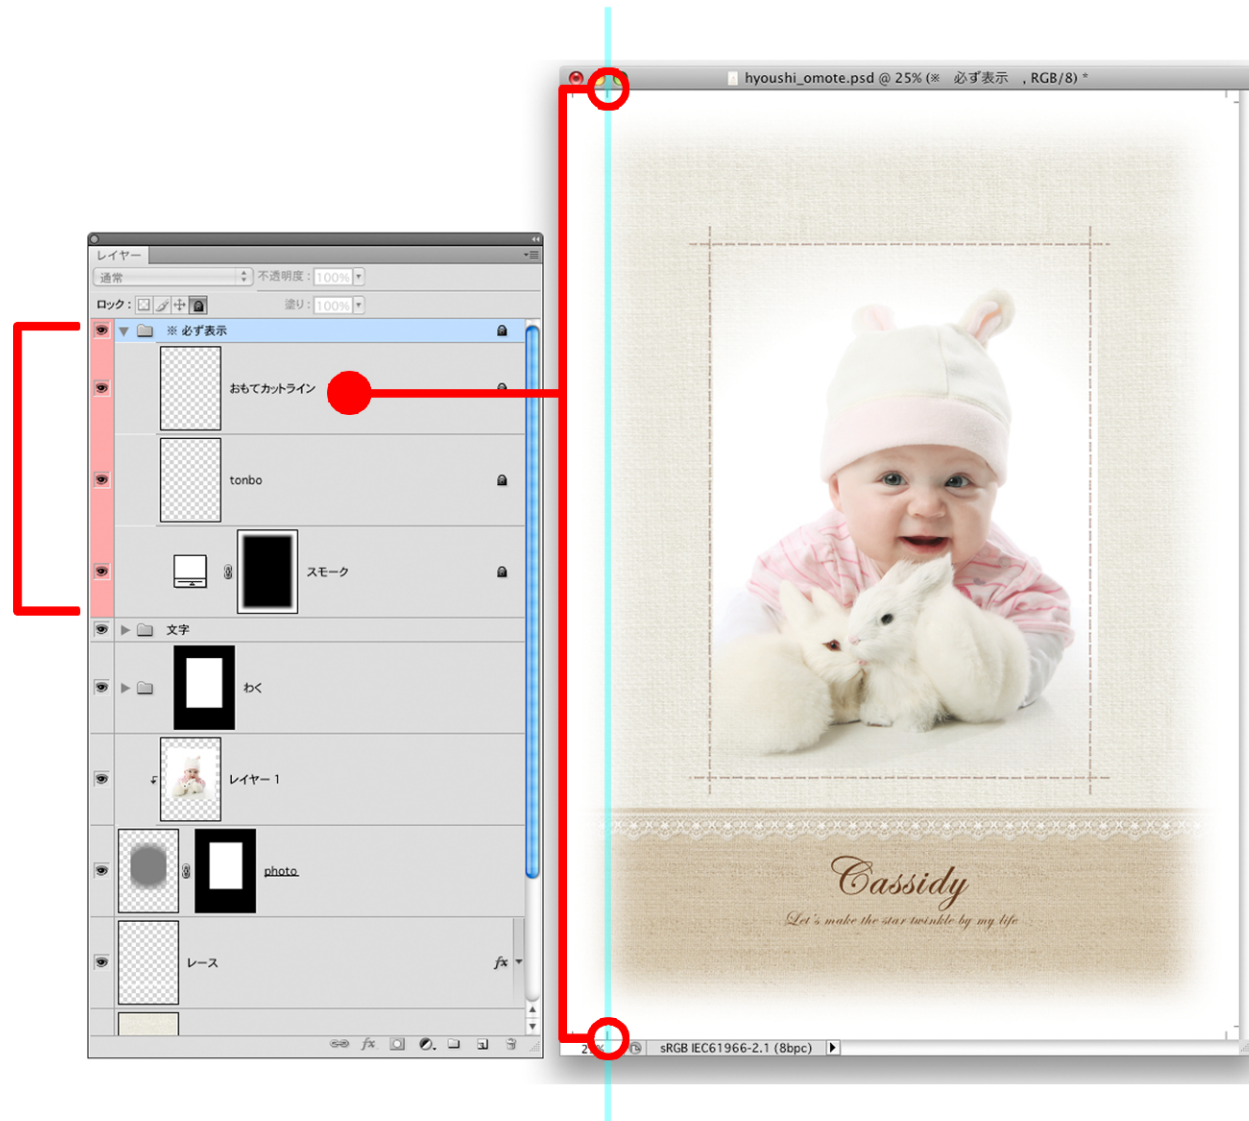 hyoushi_omote.psd @ 25% (※ 必ず表示 , RGB/8) *
レイヤー
通常
不透明度: 100%
ロック:
塗り: 100%
※ 必ず表示
おもてカットライン
tonbo
スモーク
文字
わく
レイヤー 1
photo
レース
fx
fx
Cassidy
Let's make the star twinkle by my life
sRGB IEC61966-2.1 (8bpc)